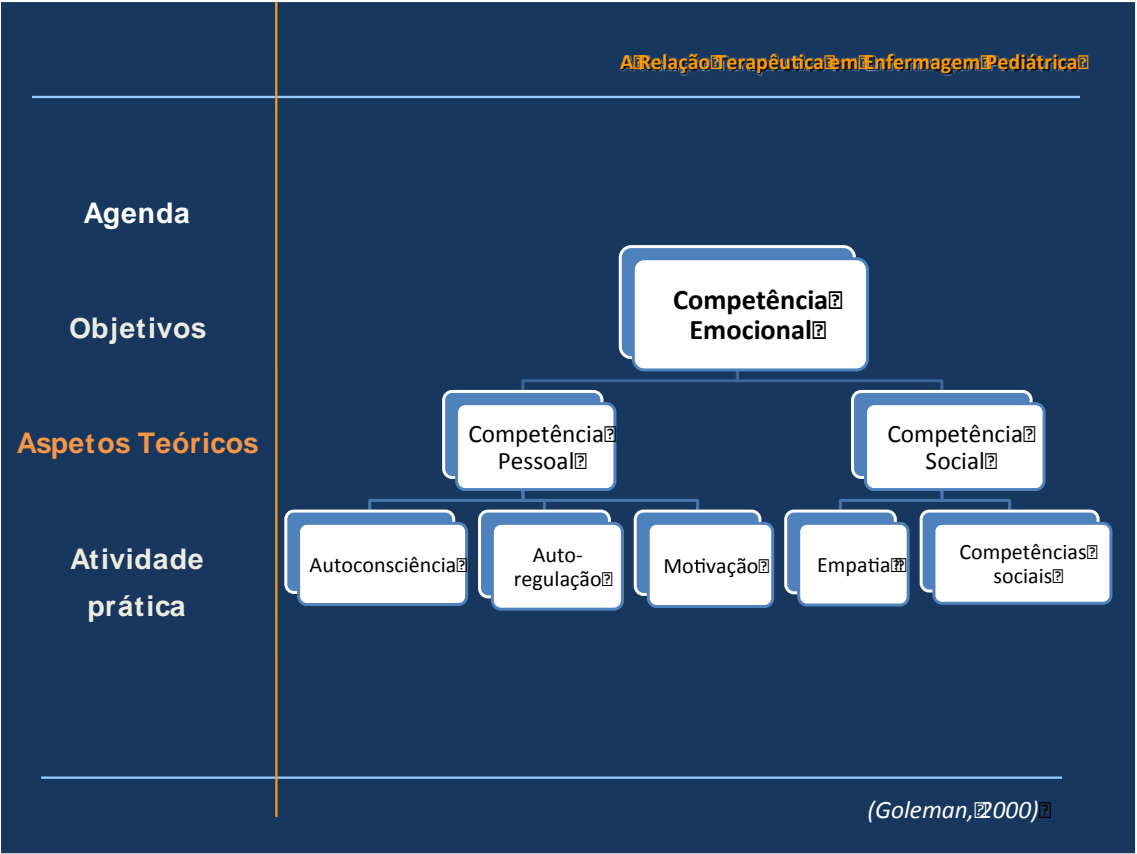 A Relação Terapêutica em Enfermagem Pediátrica
Agenda
Objetivos
Aspetos Teóricos
Atividade
prática
Competência
Emocional
Competência
Pessoal
Competência
Social
Autoconsciência
Auto-
regulação
Motivação
Empatia
Competências
sociais
(Goleman, 2000)